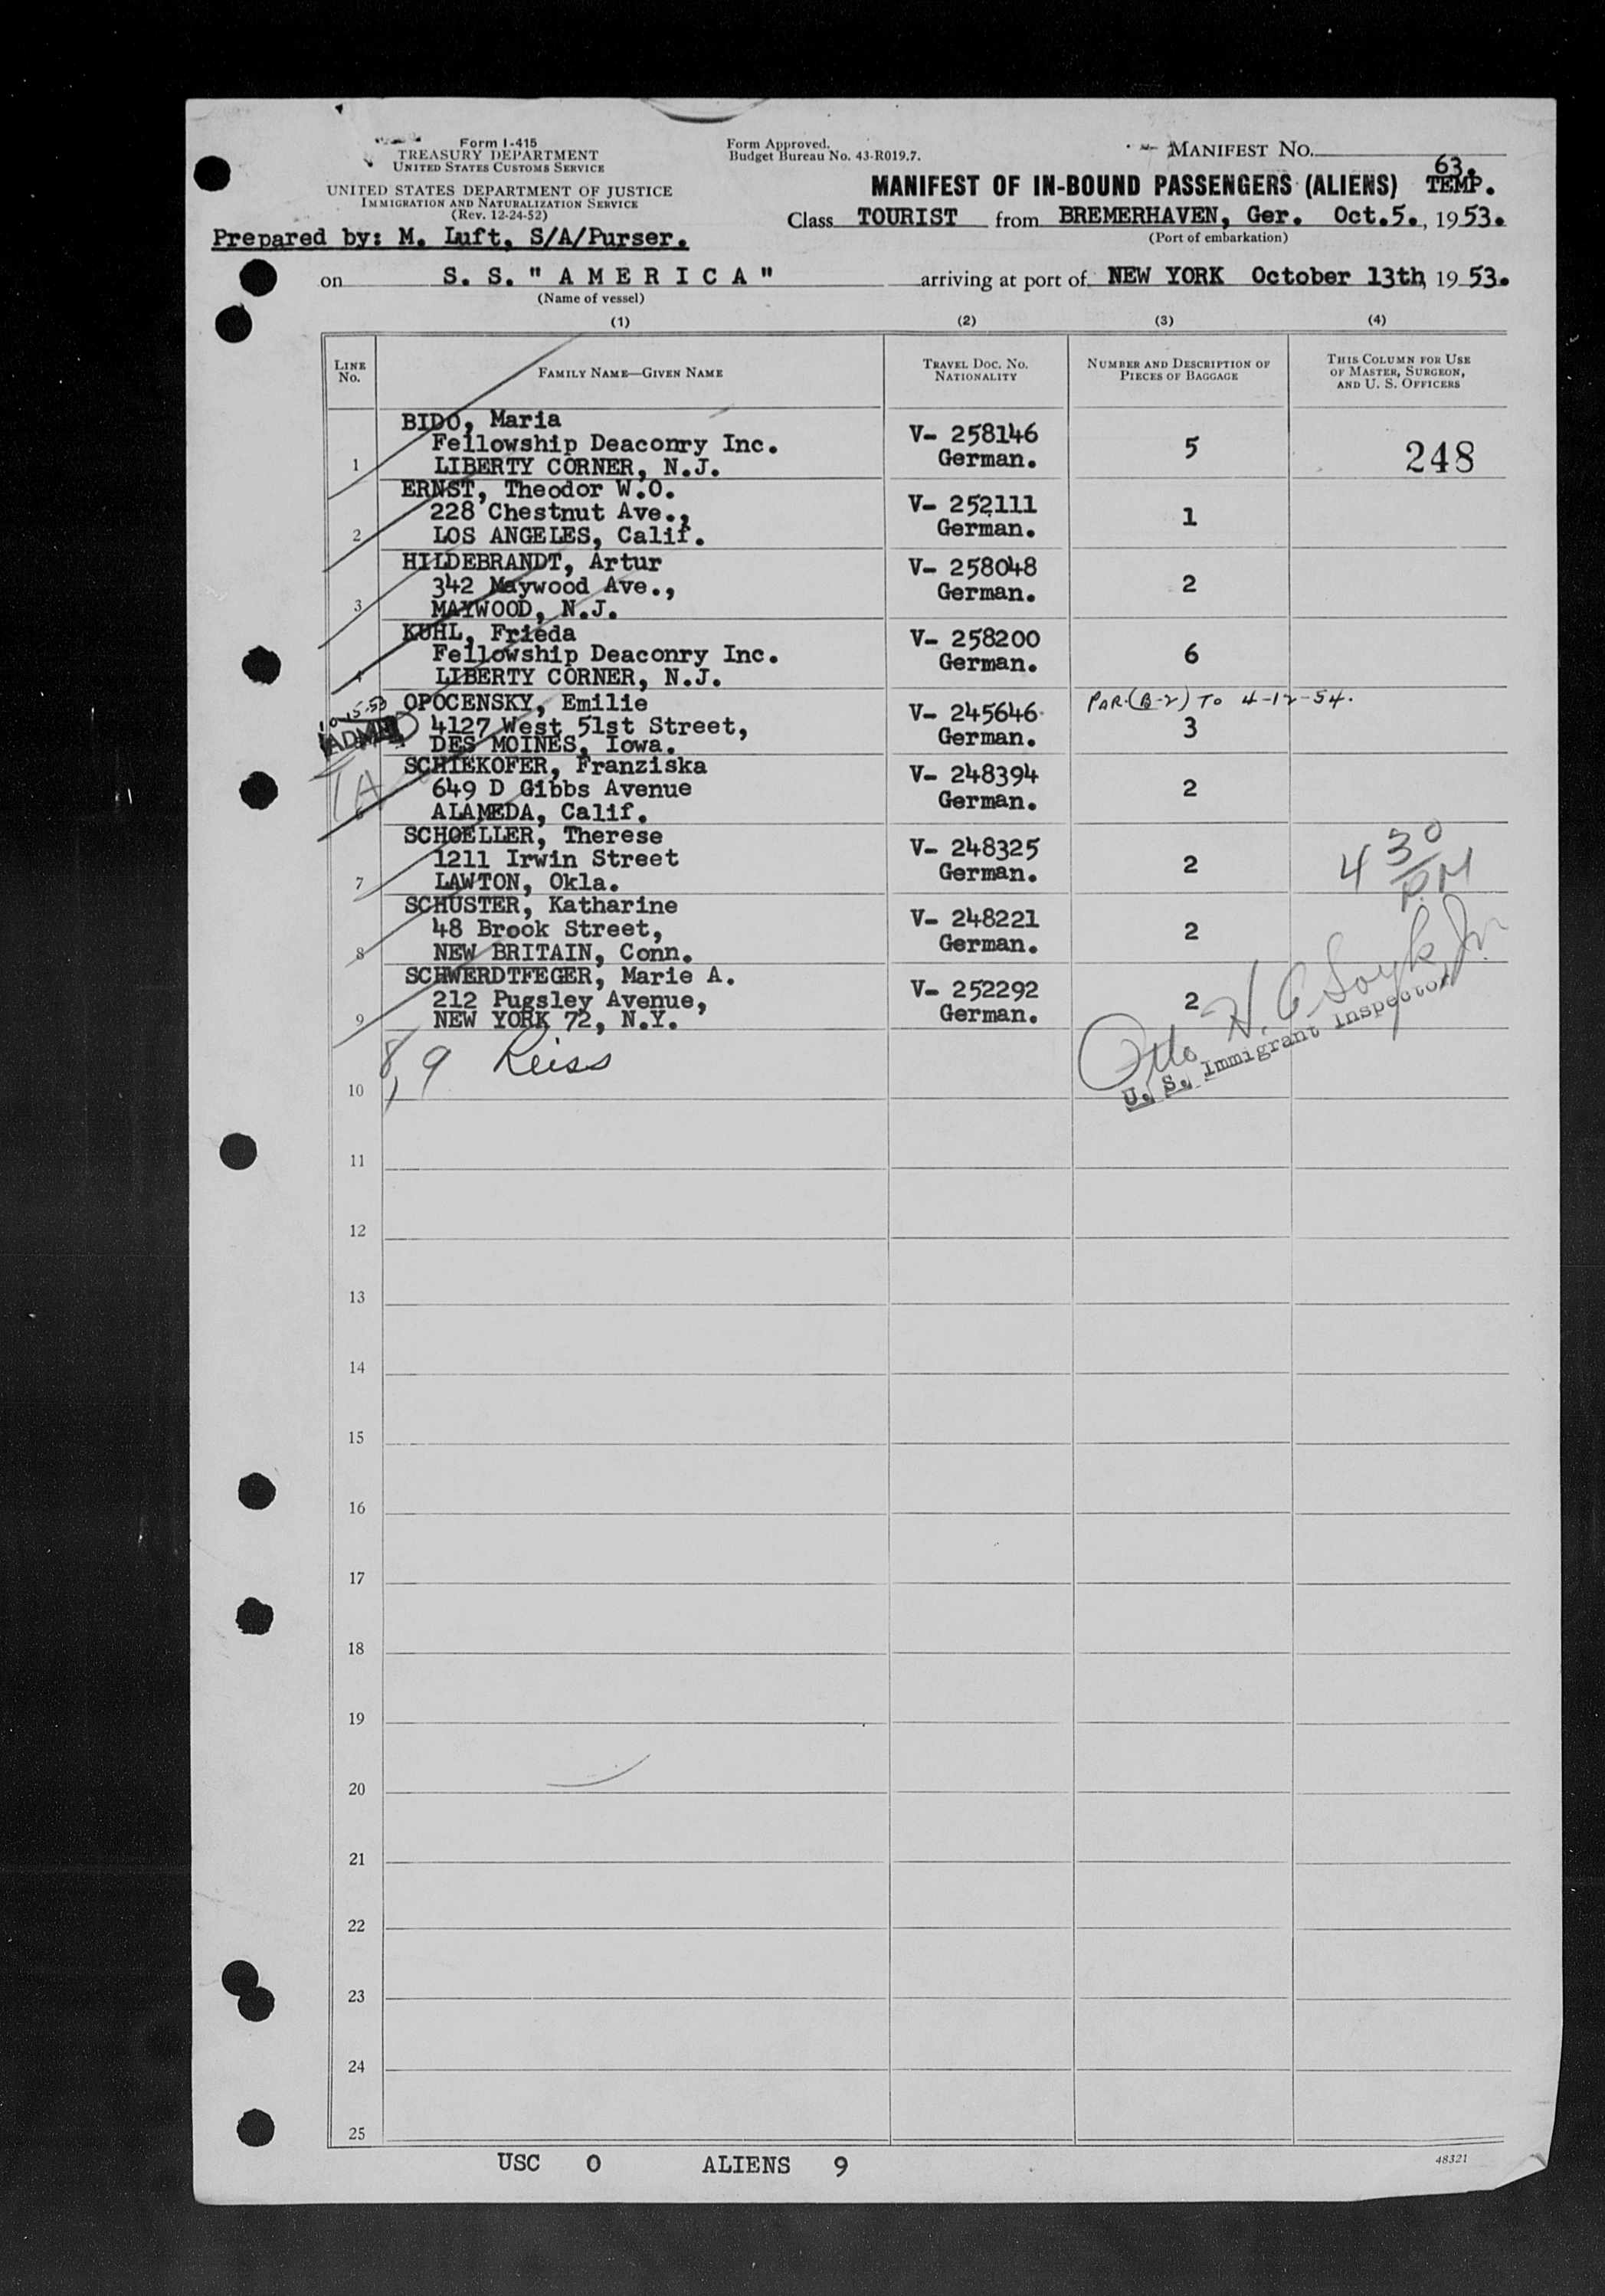 Form I-415
TREASURY DEPARTMENT
UNITED STATES CUSTOMS SERVICE
UNITED STATES DEPARTMENT OF JUSTICE
IMMIGRATION AND NATURALIZATION SERVICE
(Rev. 12-24-52)
Form Approved.
Budget Bureau No. 43-R019.7.
MANIFEST NO.
63.
MANIFEST OF IN-BOUND PASSENGERS (ALIENS) TEMP.
Class TOURIST from BREMERHAVEN, Ger. Oct.5., 1953.
(Port of embarkation)
Prepared by: M. Luft, S/A/Purser.
on S. S. " A M E R I C A " arriving at port of NEW YORK October 13th, 1953.
(Name of vessel)
(1) (2) (3) (4)
LINE No.
FAMILY NAME—GIVEN NAME
TRAVEL DOC. NO. NATIONALITY
NUMBER AND DESCRIPTION OF PIECES OF BAGGAGE
THIS COLUMN FOR USE OF MASTER, SURGEON, AND U. S. OFFICERS
BIDO, Maria
Fellowship Deaconry Inc. V- 258146
1 LIBERTY CORNER, N.J. German. 5 248
ERNST, Theodor W.O.
228 Chestnut Ave., V- 252111
2 LOS ANGELES, Calif. German. 1
HILDEBRANDT, Artur V- 258048
342 Maywood Ave., German. 2
3 MAYWOOD, N.J.
KUHL, Frieda V- 258200
Fellowship Deaconry Inc. German. 6
4 LIBERTY CORNER, N.J.
10-15-53 OPOCENSKY, Emilie PAR.(B-2) TO 4-12-54.
ADMITTED 4127 West 51st Street, V- 245646 3
DES MOINES, Iowa. German.
SCHIEKOFER, Franziska V- 248394
649 D Gibbs Avenue German. 2
6 ALAMEDA, Calif.
SCHOELLER, Therese V- 248325
1211 Irwin Street German. 2 4 30 PM
7 LAWTON, Okla.
SCHUSTER, Katharine V- 248221
48 Brook Street, German. 2
8 NEW BRITAIN, Conn.
SCHWERDTFEGER, Marie A. V- 252292
212 Pugsley Avenue, German. 2
9 NEW YORK 72, N.Y.
8, 9 Reiss
Otto H.
U. S. Immigrant Inspector
10
11
12
13
14
15
16
17
18
19
20
21
22
23
24
25
USC 0 ALIENS 9
48321